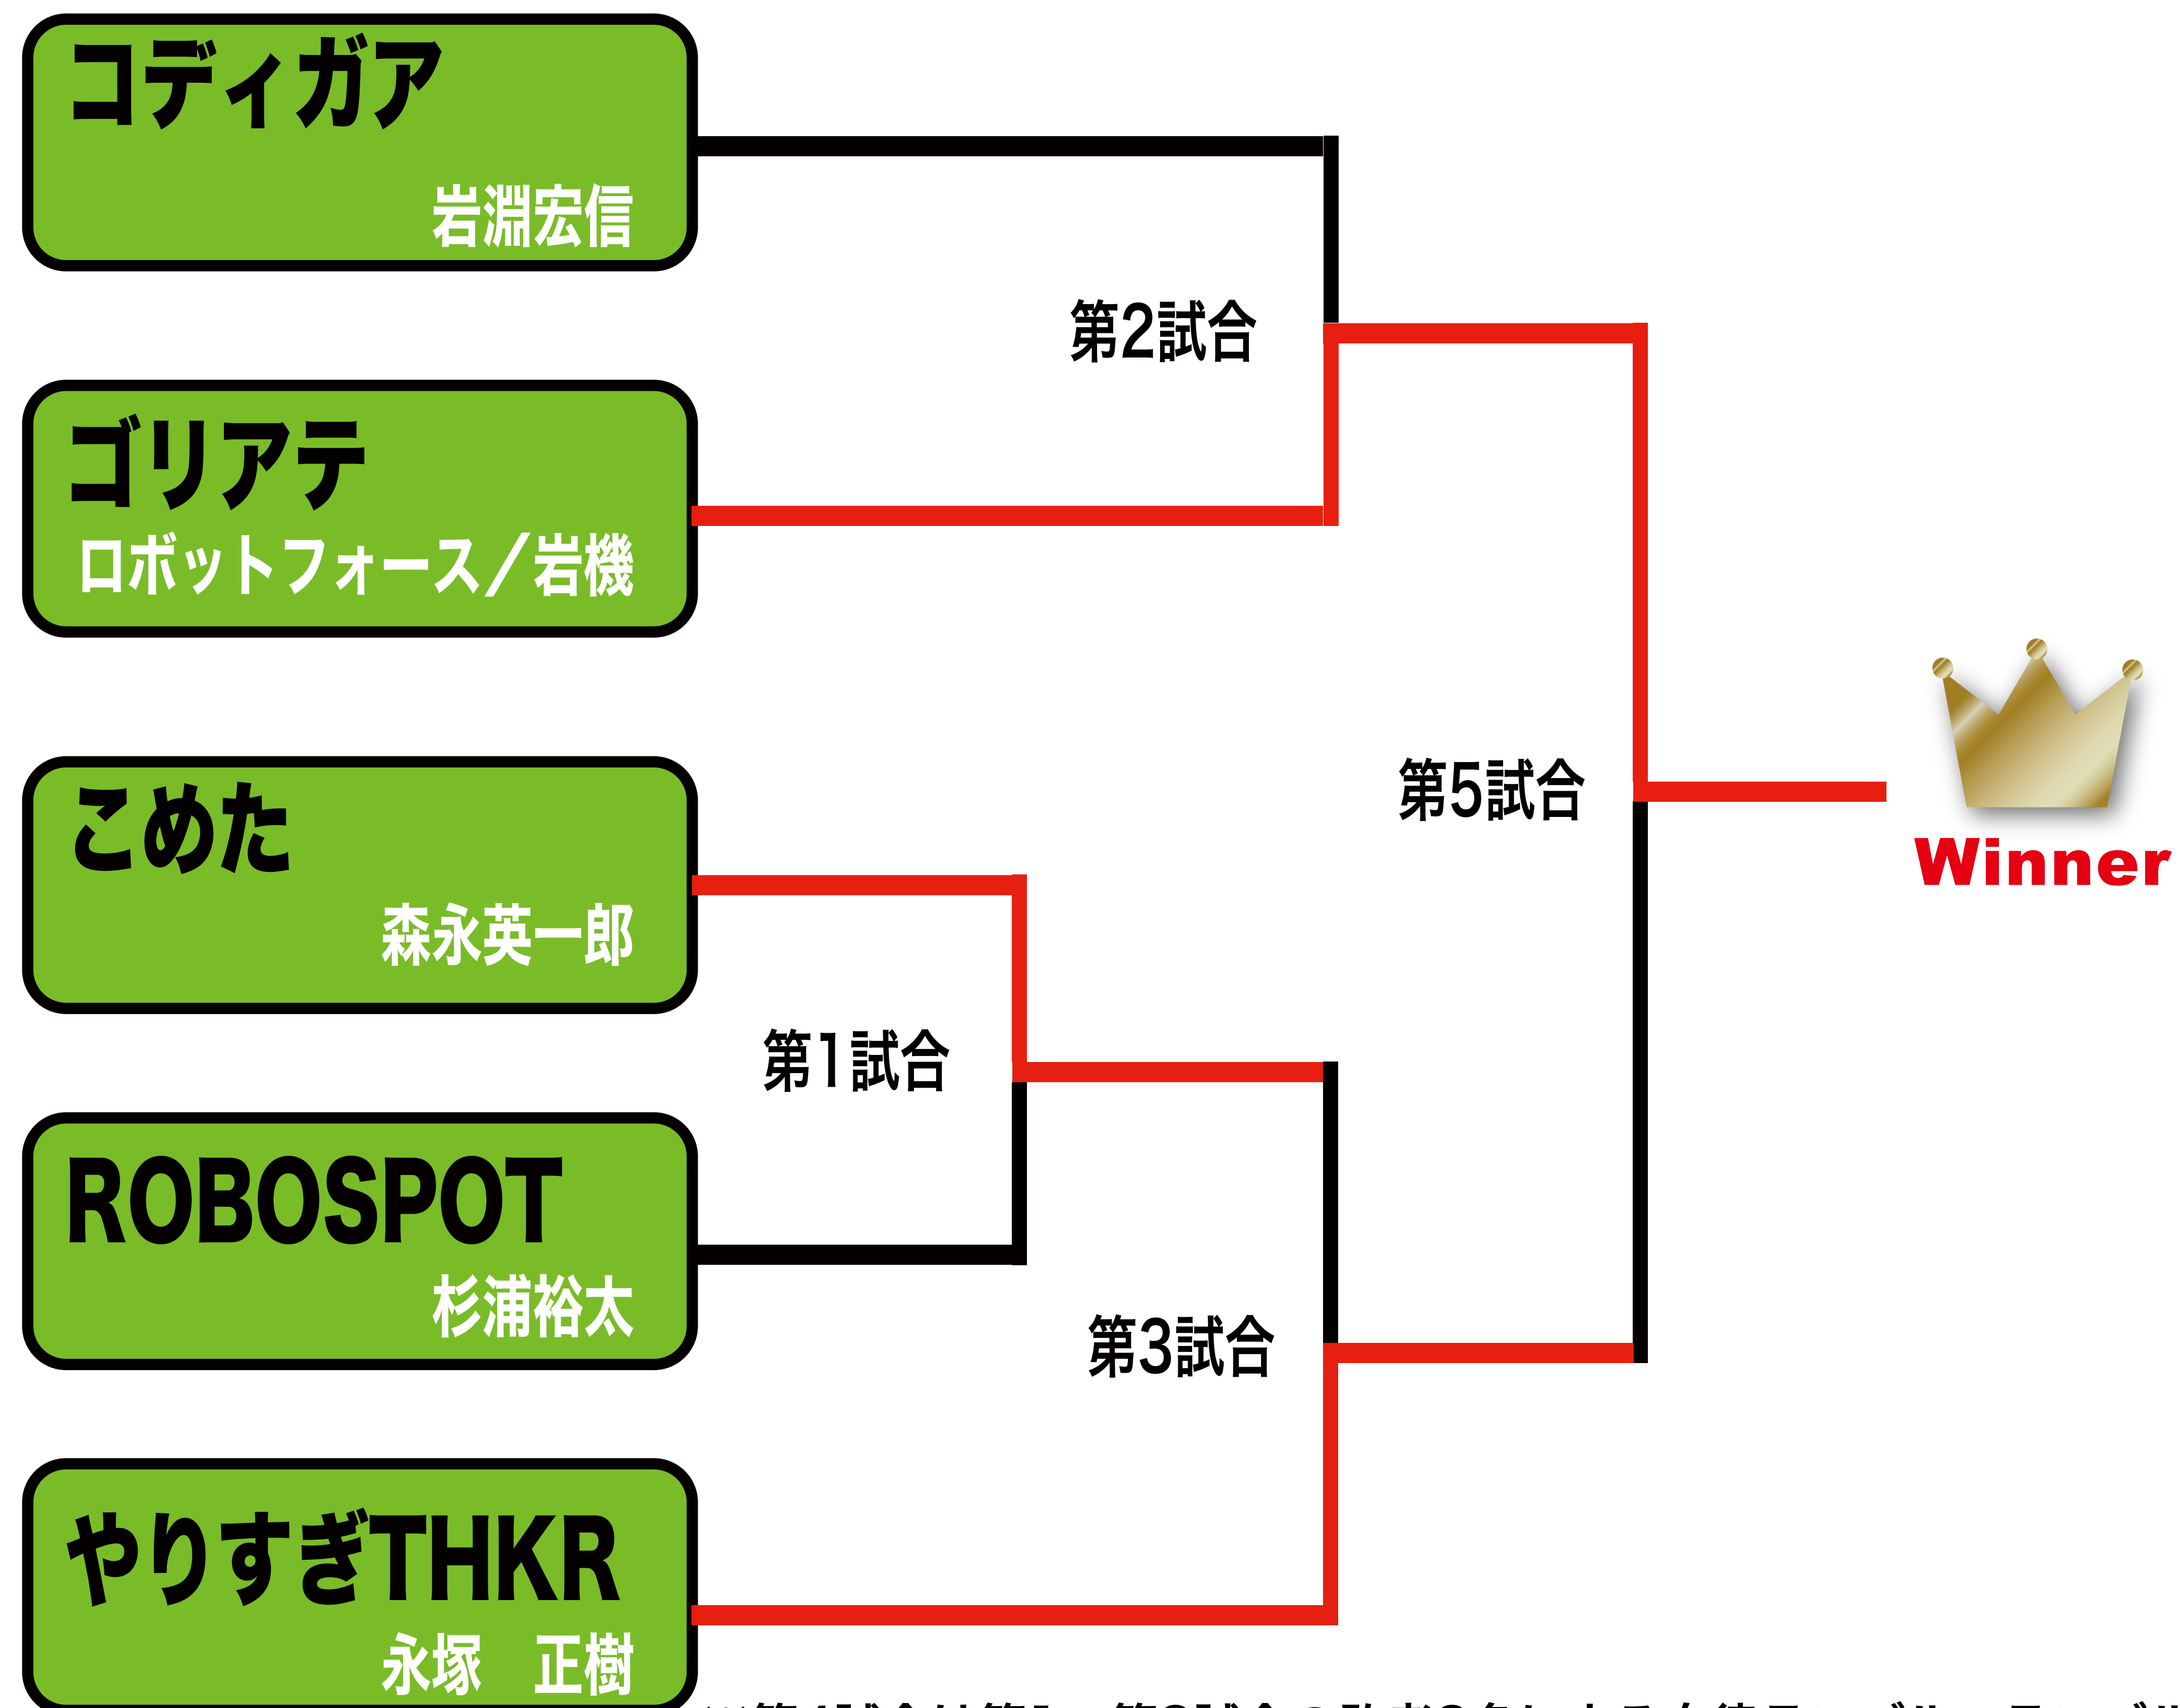 コディガア
岩淵宏信
第2試合
ゴリアテ
ロボットフォース／岩機
こめた
森永英一郎
第5試合
Winner
第1試合
ROBOSPOT
杉浦裕太
第3試合
やりすぎTHKR
永塚　正樹